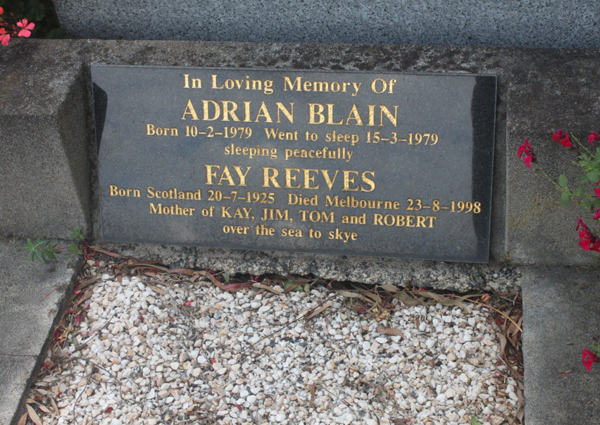 In Loving Memory Of
ADRIAN BLAIN
Born 10-2-1979 Went to sleep 15-3-1979
sleeping peacefully
FAY REEVES
Born Scotland 20-7-1925 Died Melbourne 23-8-1998
Mother of KAY, JIM, TOM and ROBERT
over the sea to skye